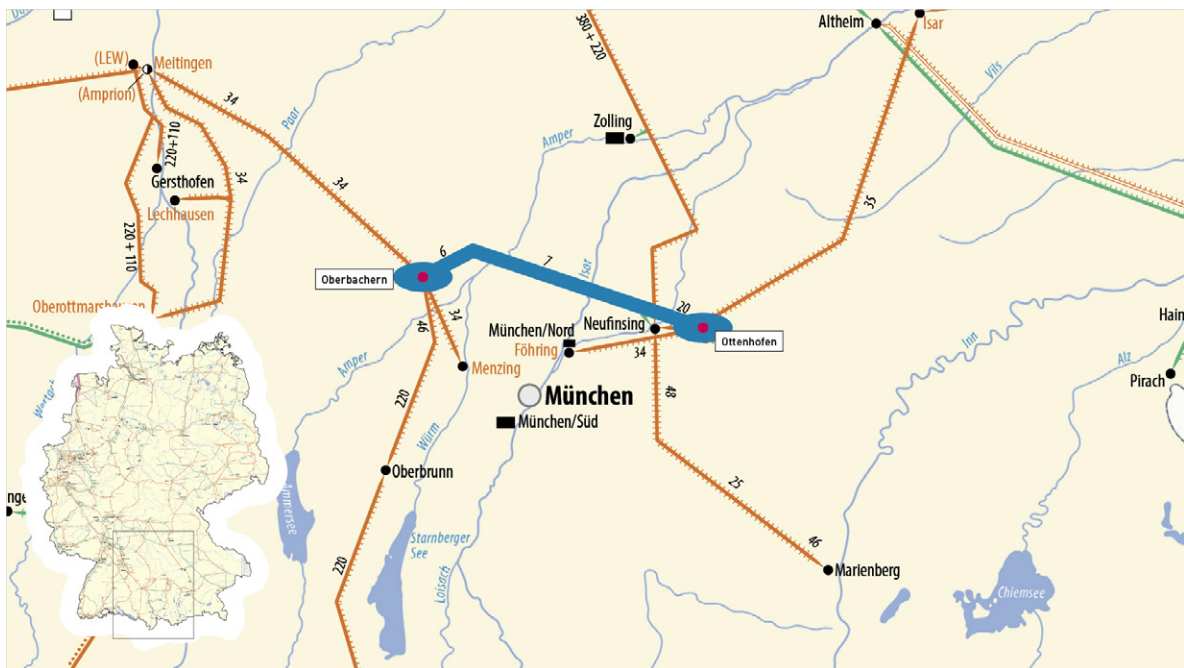 Altheim
Isar
(LEW)
Meitingen
(Amprion)
34
380 + 220
Vils
Paar
Zolling
Amper
220+110
Gersthofen
34
34
Lechhausen
35
220 + 110
6
7
Isar
Oberbachern
Oberottmarshausen
20
46
34
München/Nord
Neufinsing
Ottenhofen
Föhring
34
Inn
Hain
Alz
Pirach
Amper
Menzing
München
48
220
München/Süd
Würm
Oberbrunn
25
Ammersee
Starnberger
See
46
220
Loisach
Marienberg
Chiemsee